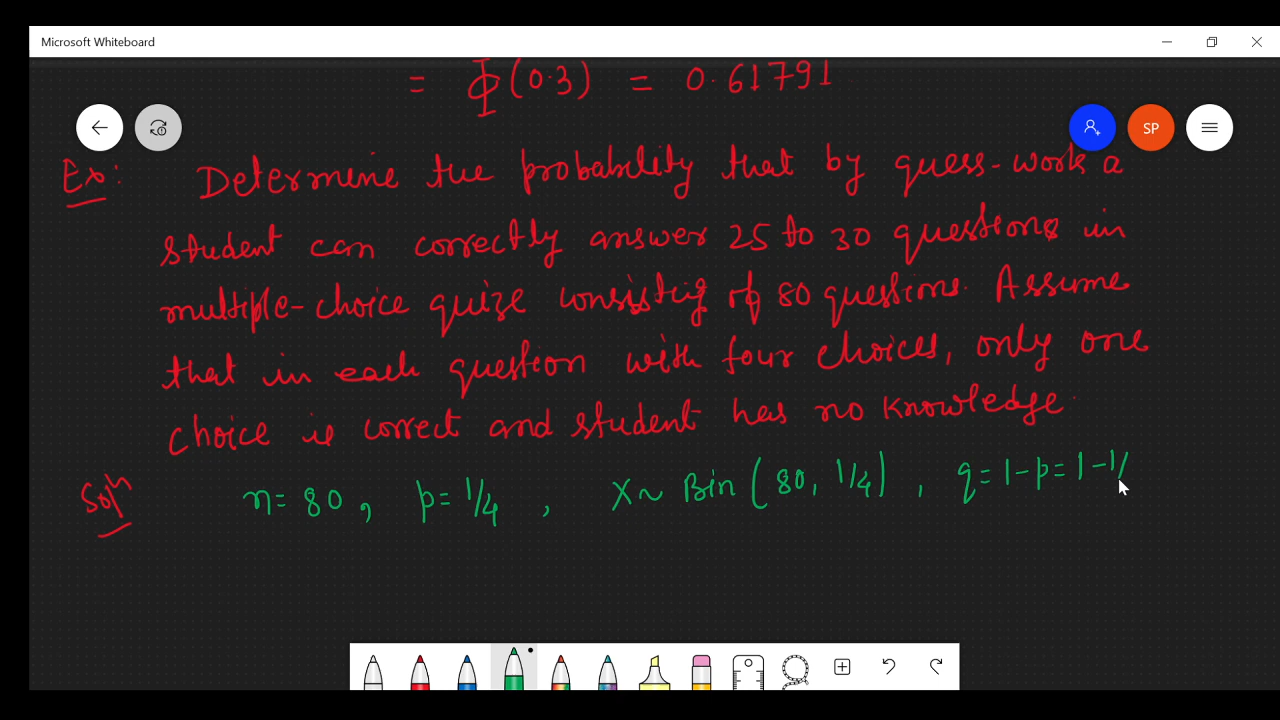 Microsoft Whiteboard
= Φ(0.3) = 0.61791
SP
Ex: Determine the probability that by guess-work a
student can correctly answer 25 to 30 questions in
multiple-choice quize consistig of 80 questions. Assume
that in each question with four choices, only one
choice is correct and student has no knowledge.
Solⁿ n=80, p=1/4, X~ Bin(80, 1/4), q=1-p=1-1/